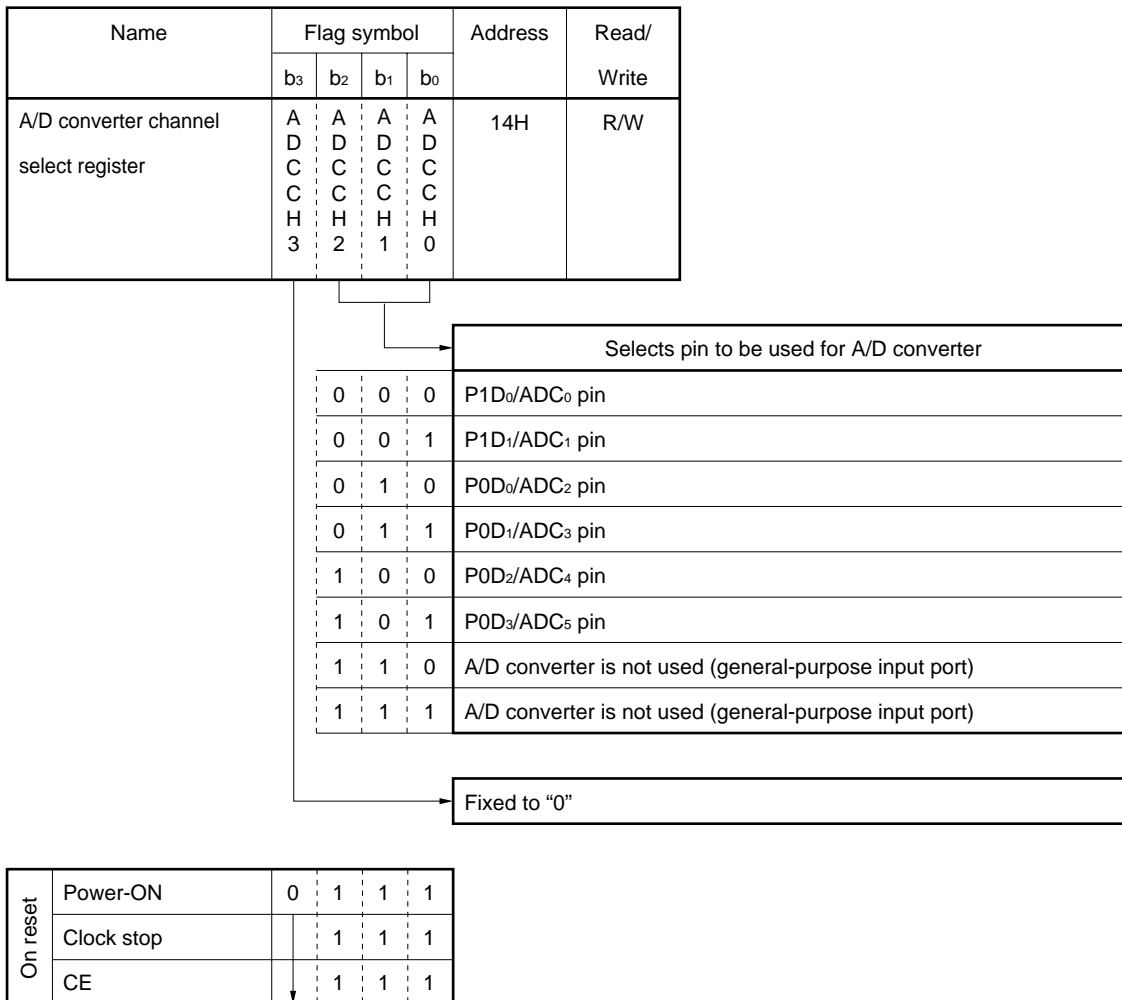 Name Flag symbol Address Read/
b3 b2 b1 b0 Write
A/D converter channel ADCCH3 ADCCH2 ADCCH1 ADCCH0 14H R/W
select register
Selects pin to be used for A/D converter
0 0 0 P1D0/ADC0 pin
0 0 1 P1D1/ADC1 pin
0 1 0 P0D0/ADC2 pin
0 1 1 P0D1/ADC3 pin
1 0 0 P0D2/ADC4 pin
1 0 1 P0D3/ADC5 pin
1 1 0 A/D converter is not used (general-purpose input port)
1 1 1 A/D converter is not used (general-purpose input port)
Fixed to “0”
On reset
Power-ON 0 1 1 1
Clock stop 1 1 1
CE 1 1 1